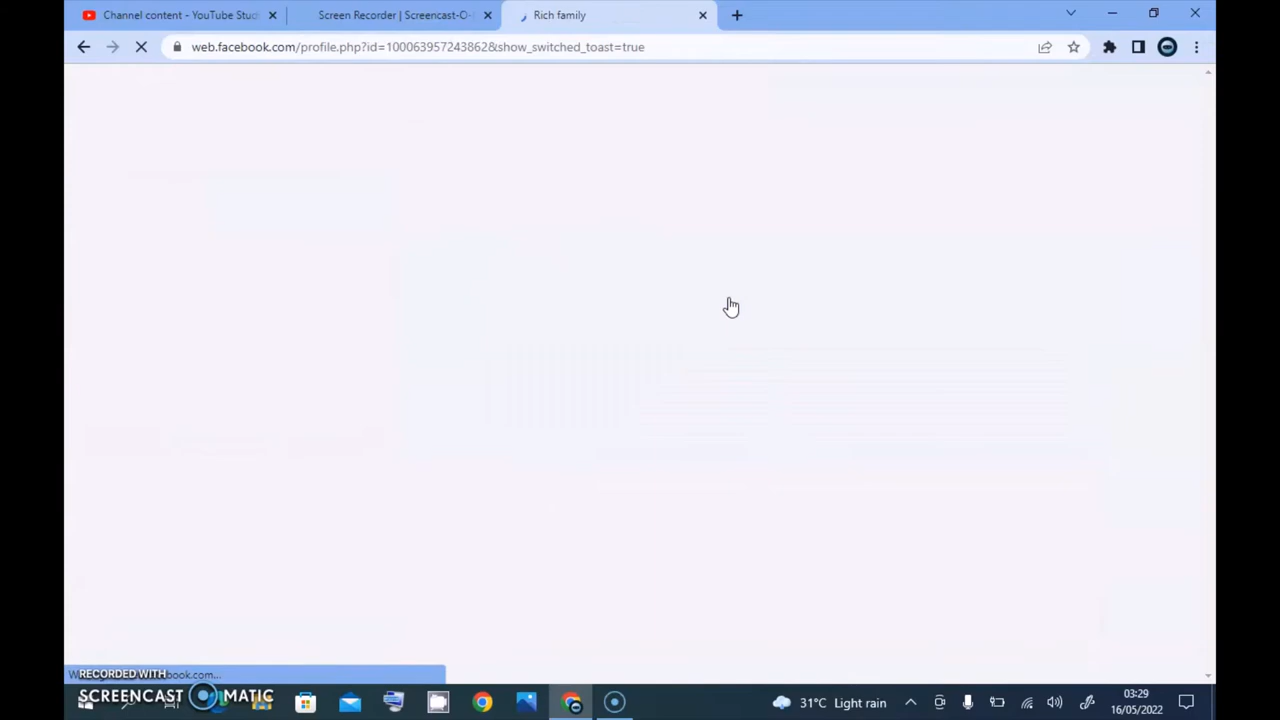 Channel content - YouTube Stud
Screen Recorder | Screencast-O-
Rich family
web.facebook.com/profile.php?id=100063957243862&show_switched_toast=true
RECORDED WITH
SCREENCAST MATIC
31°C Light rain
03:29
16/05/2022